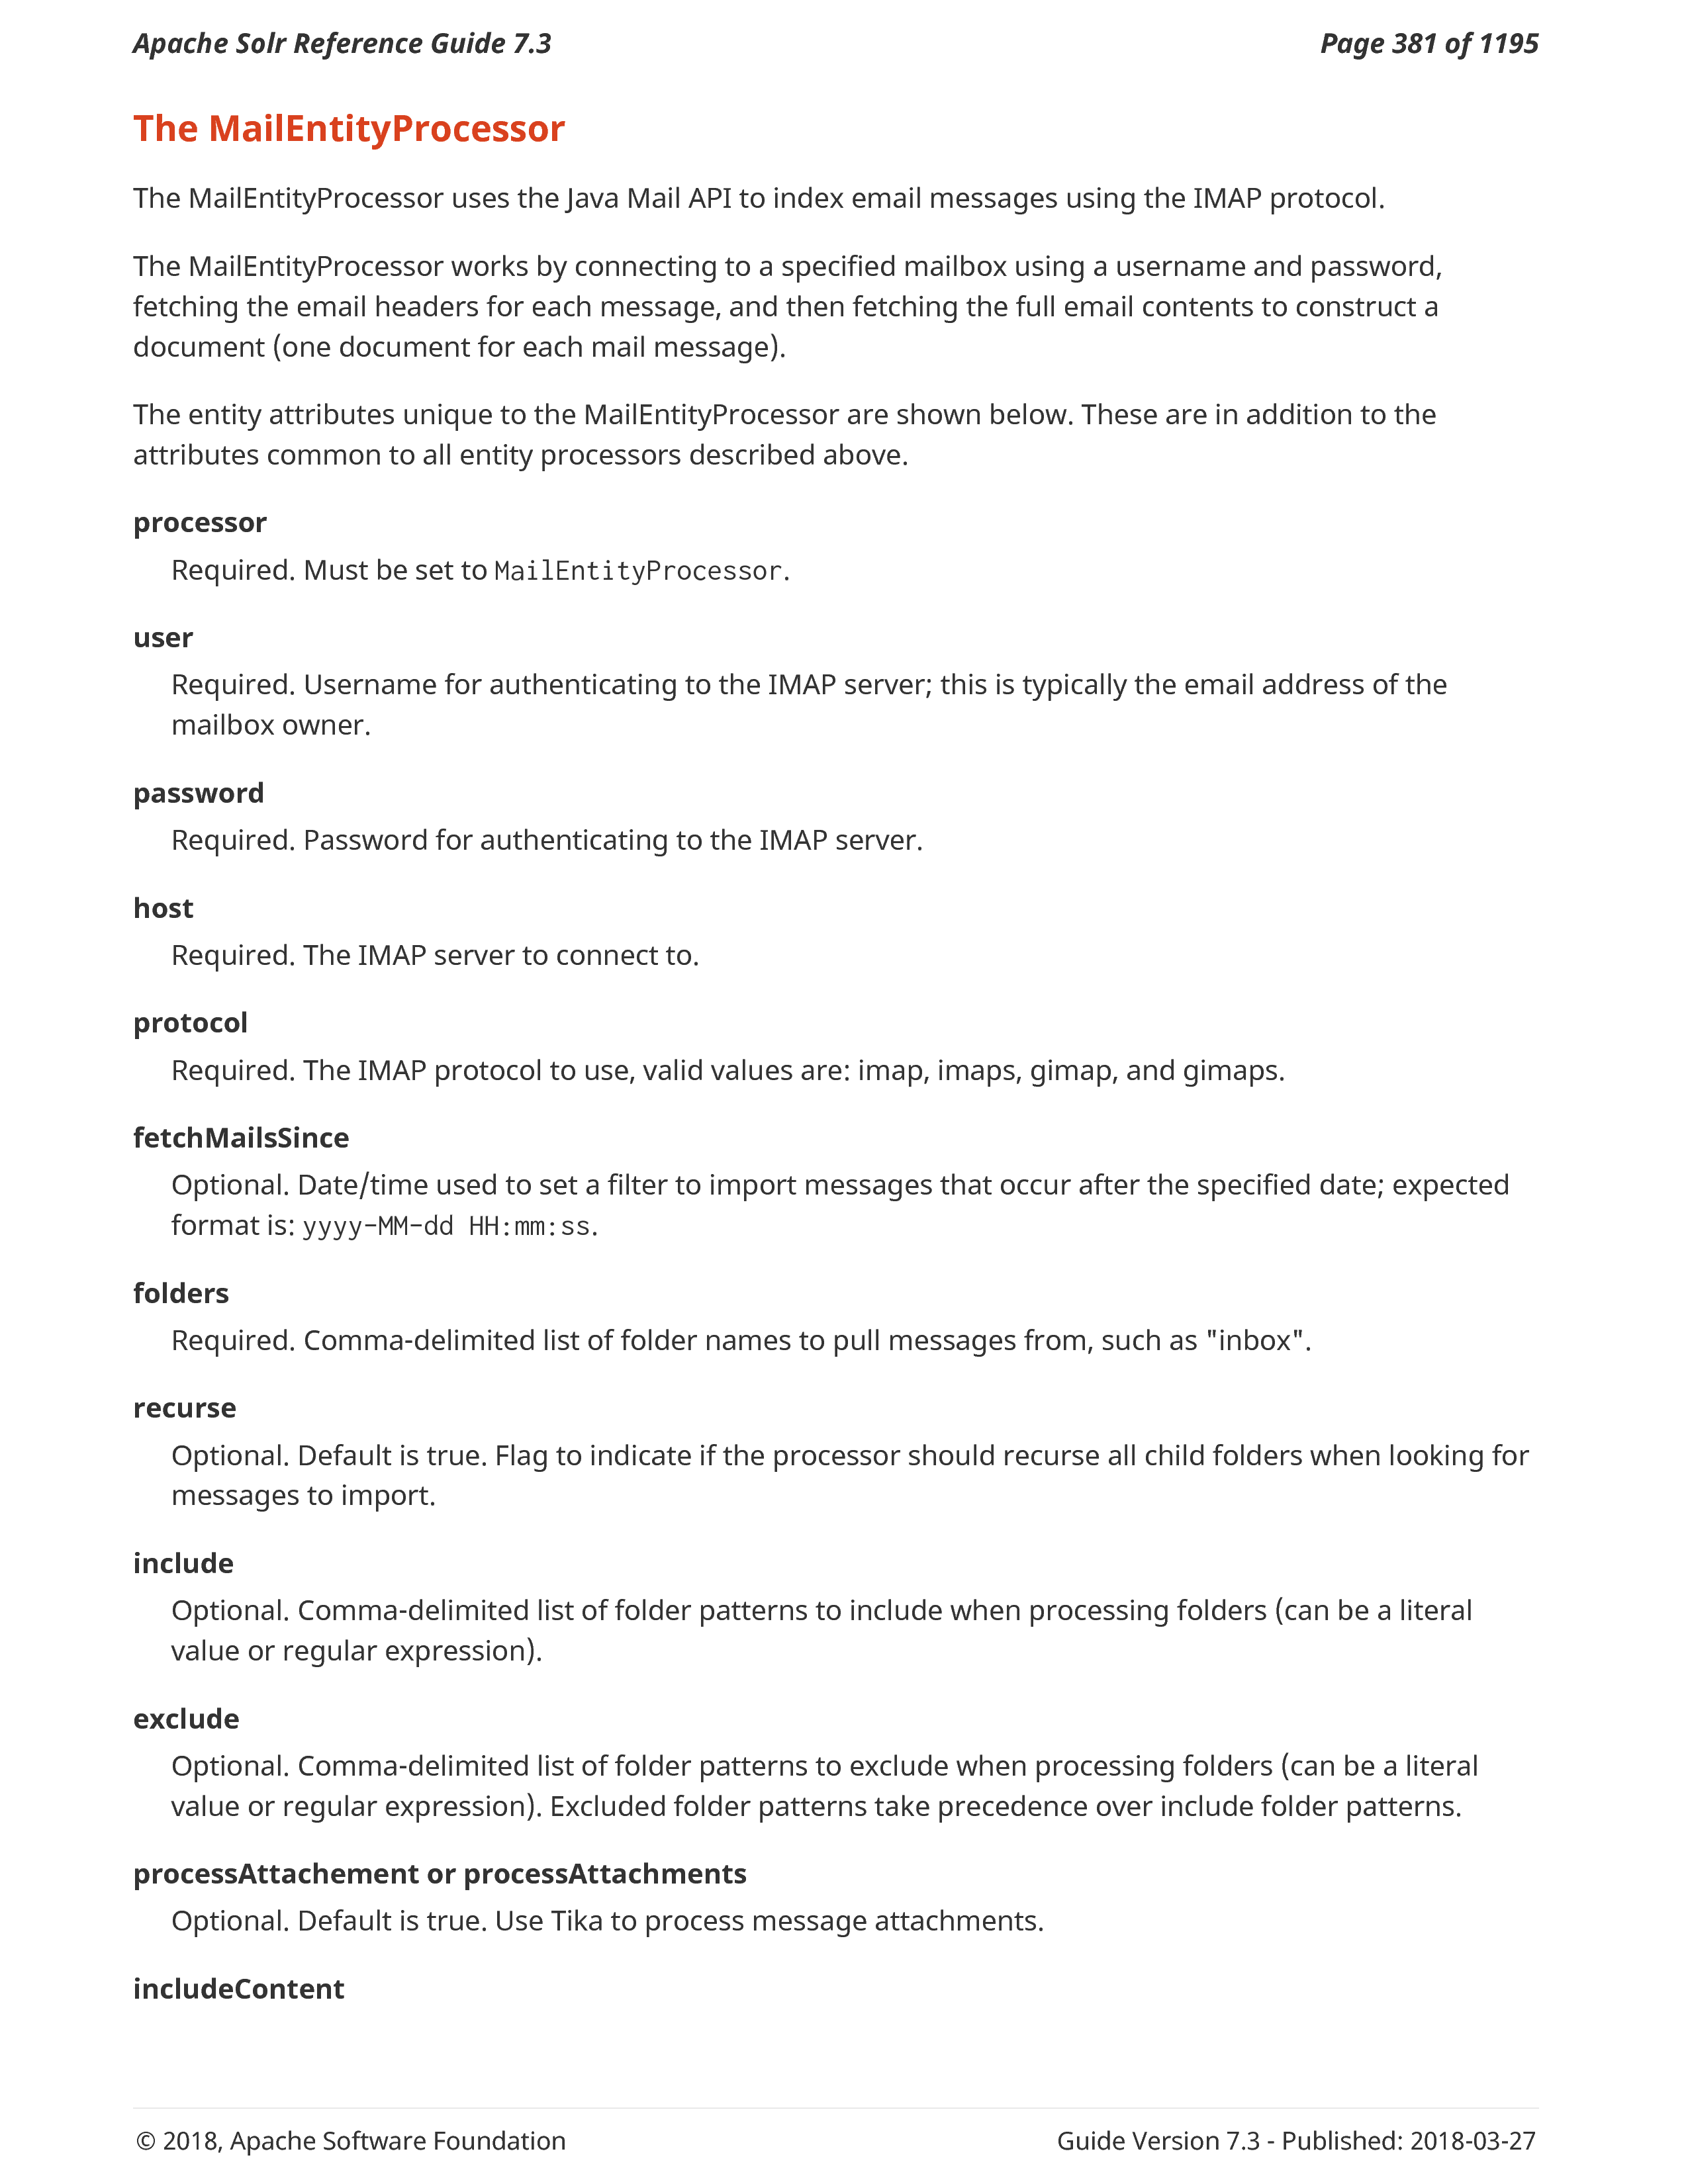 Apache Solr Reference Guide 7.3 Page 381 of 1195
The MailEntityProcessor
The MailEntityProcessor uses the Java Mail API to index email messages using the IMAP protocol.
The MailEntityProcessor works by connecting to a specified mailbox using a username and password,
fetching the email headers for each message, and then fetching the full email contents to construct a
document (one document for each mail message).
The entity attributes unique to the MailEntityProcessor are shown below. These are in addition to the
attributes common to all entity processors described above.
processor
Required. Must be set to MailEntityProcessor.
user
Required. Username for authenticating to the IMAP server; this is typically the email address of the
mailbox owner.
password
Required. Password for authenticating to the IMAP server.
host
Required. The IMAP server to connect to.
protocol
Required. The IMAP protocol to use, valid values are: imap, imaps, gimap, and gimaps.
fetchMailsSince
Optional. Date/time used to set a filter to import messages that occur after the specified date; expected
format is: yyyy-MM-dd HH:mm:ss.
folders
Required. Comma-delimited list of folder names to pull messages from, such as "inbox".
recurse
Optional. Default is true. Flag to indicate if the processor should recurse all child folders when looking for
messages to import.
include
Optional. Comma-delimited list of folder patterns to include when processing folders (can be a literal
value or regular expression).
exclude
Optional. Comma-delimited list of folder patterns to exclude when processing folders (can be a literal
value or regular expression). Excluded folder patterns take precedence over include folder patterns.
processAttachement or processAttachments
Optional. Default is true. Use Tika to process message attachments.
includeContent
© 2018, Apache Software Foundation Guide Version 7.3 - Published: 2018-03-27